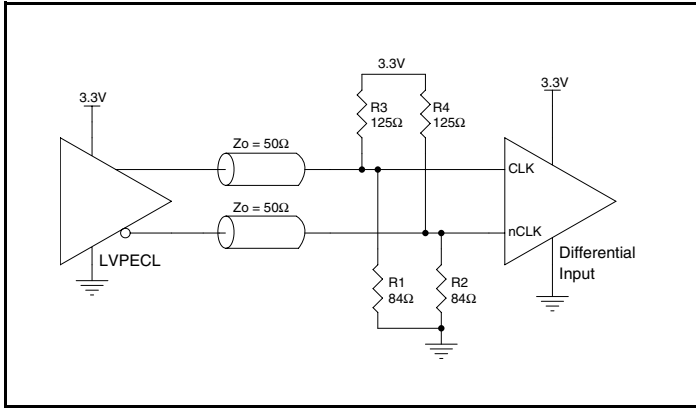 3.3V
3.3V
3.3V
R3
125Ω
R4
125Ω
Zo = 50Ω
CLK
Zo = 50Ω
nCLK
LVPECL
Differential
Input
R1
84Ω
R2
84Ω